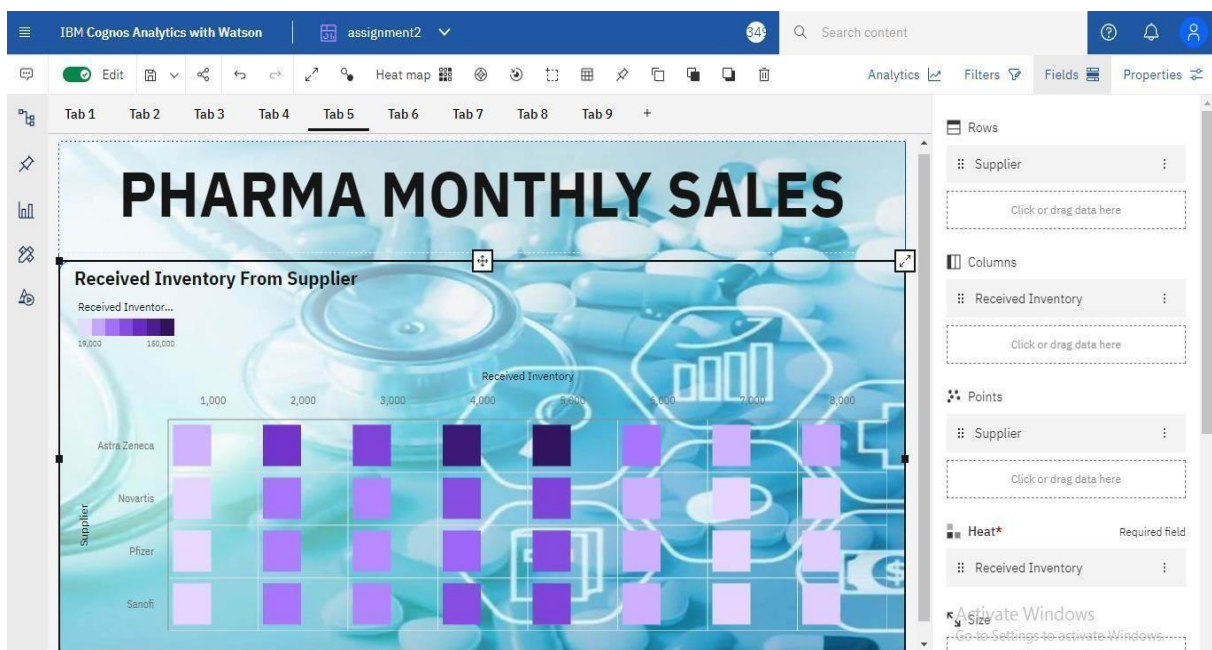 IBM Cognos Analytics with Watson
assignment2
349
Search content
Edit
Heat map
Analytics
Filters
Fields
Properties
Tab 1
Tab 2
Tab 3
Tab 4
Tab 5
Tab 6
Tab 7
Tab 8
Tab 9
+
PHARMA MONTHLY SALES
Received Inventory From Supplier
Received Inventor...
19,000
180,000
Received Inventory
1,000
2,000
3,000
4,000
5,000
6,000
7,000
8,000
Supplier
Astra Zeneca
Novartis
Pfizer
Sanofi
Rows
Supplier
Click or drag data here
Columns
Received Inventory
Click or drag data here
Points
Supplier
Click or drag data here
Heat*
Required field
Received Inventory
Size
Activate Windows
Go to Settings to activate Windows.